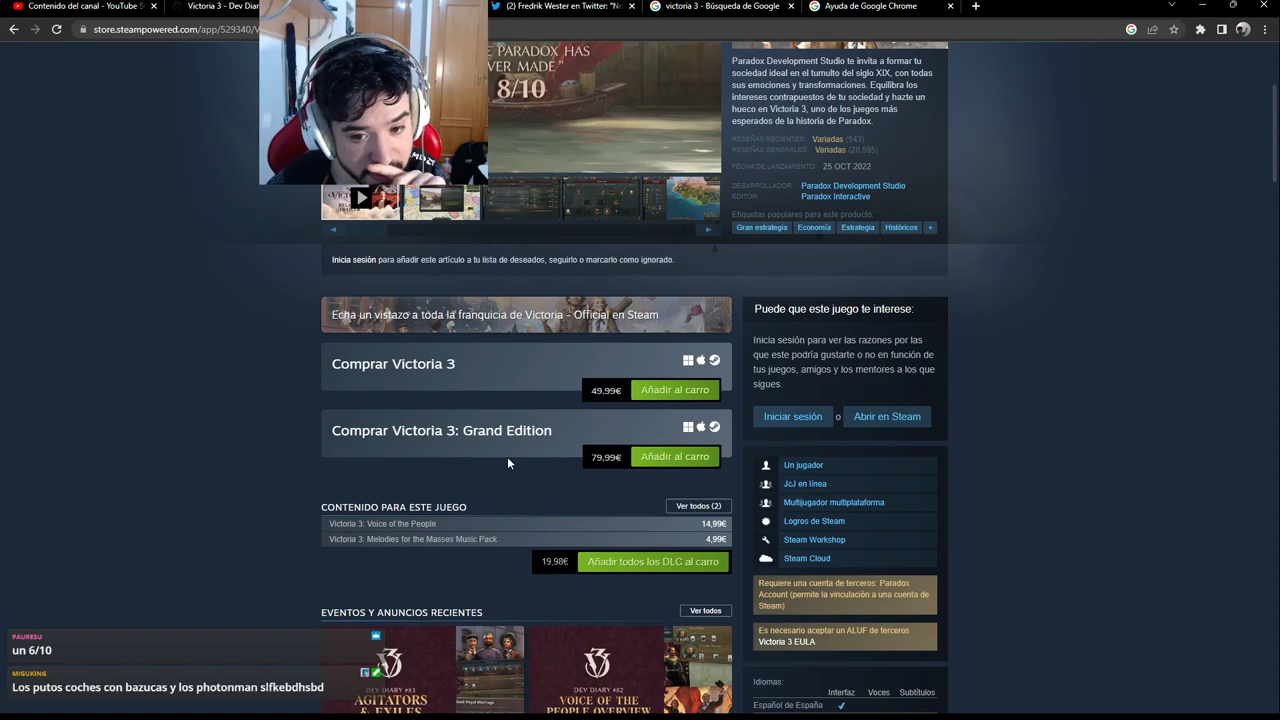 Contenido del canal - YouTube S
Victoria 3 - Dev Diar
(2) Fredrik Wester en Twitter: "No
victoria 3 - Búsqueda de Google
Ayuda de Google Chrome
store.steampowered.com/app/529340/V
E PARADOX HAS
VER MADE"
8/10
Paradox Development Studio te invita a formar tu
sociedad ideal en el tumulto del siglo XIX, con todas
sus emociones y transformaciones. Equilibra los
intereses contrapuestos de tu sociedad y hazte un
hueco en Victoria 3, uno de los juegos más
esperados de la historia de Paradox.
RESEÑAS RECIENTES: Variadas (543)
RESEÑAS GENERALES: Variadas (20,595)
FECHA DE LANZAMIENTO: 25 OCT 2022
DESARROLLADOR: Paradox Development Studio
EDITOR: Paradox Interactive
Etiquetas populares para este producto:
Gran estrategia Economía Estrategia Históricos +
Inicia sesión para añadir este artículo a tu lista de deseados, seguirlo o marcarlo como ignorado.
Echa un vistazo a toda la franquicia de Victoria - Official en Steam
Comprar Victoria 3
49,99€ Añadir al carro
Comprar Victoria 3: Grand Edition
79,99€ Añadir al carro
CONTENIDO PARA ESTE JUEGO Ver todos (2)
Victoria 3: Voice of the People 14,99€
Victoria 3: Melodies for the Masses Music Pack 4,99€
19,98€ Añadir todos los DLC al carro
EVENTOS Y ANUNCIOS RECIENTES Ver todos
DEV DIARY #83
AGITATORS
& EXILES
DEV DIARY #82
VOICE OF THE
PEOPLE OVERVIEW
Puede que este juego te interese:
Inicia sesión para ver las razones por las
que este podría gustarte o no en función de
tus juegos, amigos y los mentores a los que
sigues.
Iniciar sesión o Abrir en Steam
Un jugador
JcJ en línea
Multijugador multiplataforma
Logros de Steam
Steam Workshop
Steam Cloud
Requiere una cuenta de terceros: Paradox
Account (permite la vinculación a una cuenta de
Steam)
Es necesario aceptar un ALUF de terceros
Victoria 3 EULA
Idiomas:
Interfaz Voces Subtítulos
Español de España ✔
PAURESU
un 6/10
MIGUKING
Los putos coches con bazucas y los photonman slfkebdhsbd